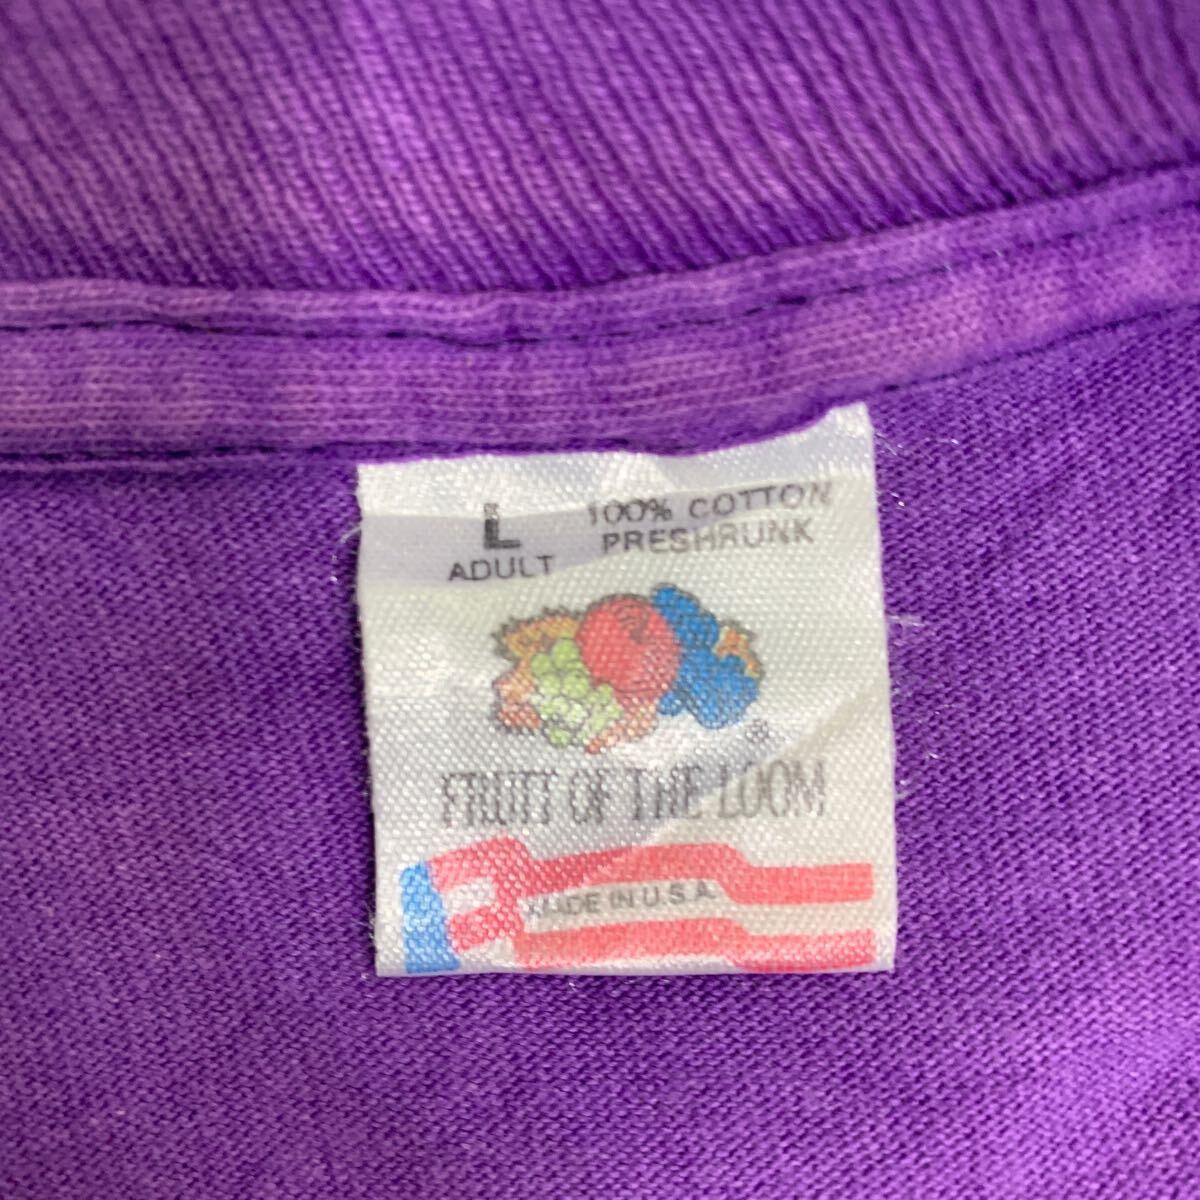 L
ADULT
100% COTTON
PRESHRUNK
®
FRUIT OF THE LOOM
MADE IN U.S.A.